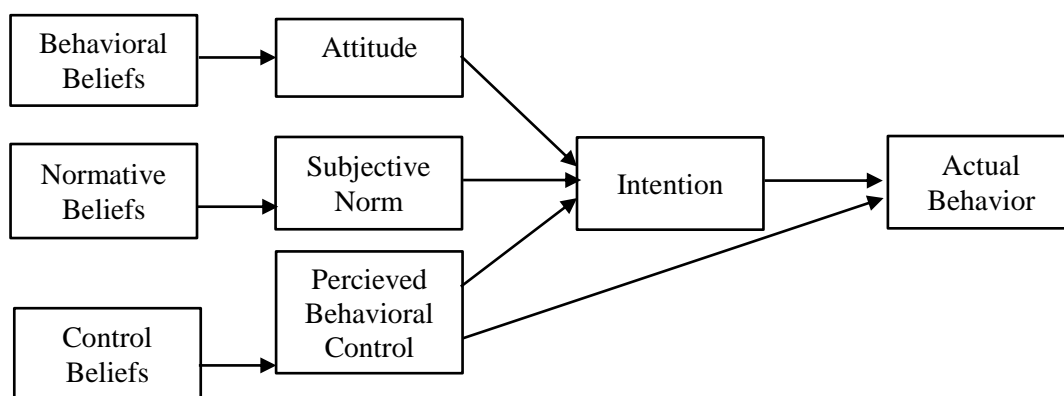 Behavioral
Beliefs
Attitude
Normative
Beliefs
Subjective
Norm
Intention
Actual
Behavior
Percieved
Behavioral
Control
Control
Beliefs